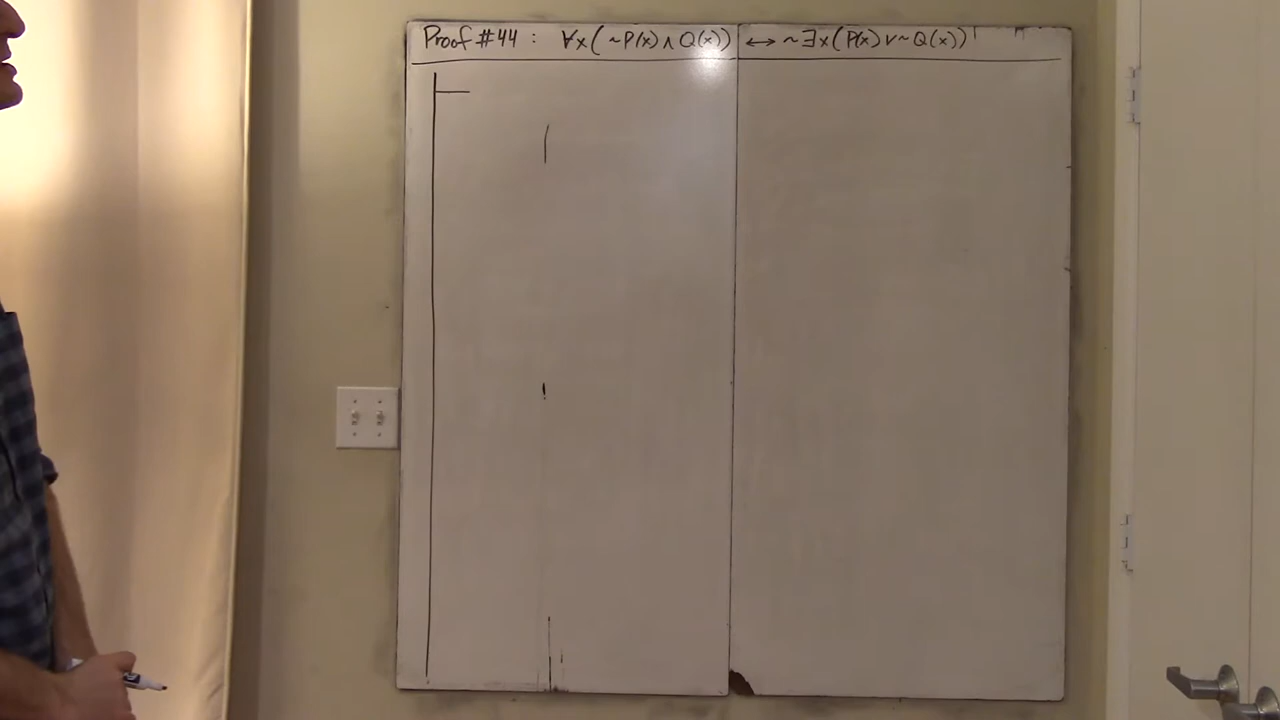 Proof #44 : ∀x(~P(x) ∧ Q(x)) ↔ ~∃x(P(x) ∨ ~Q(x))